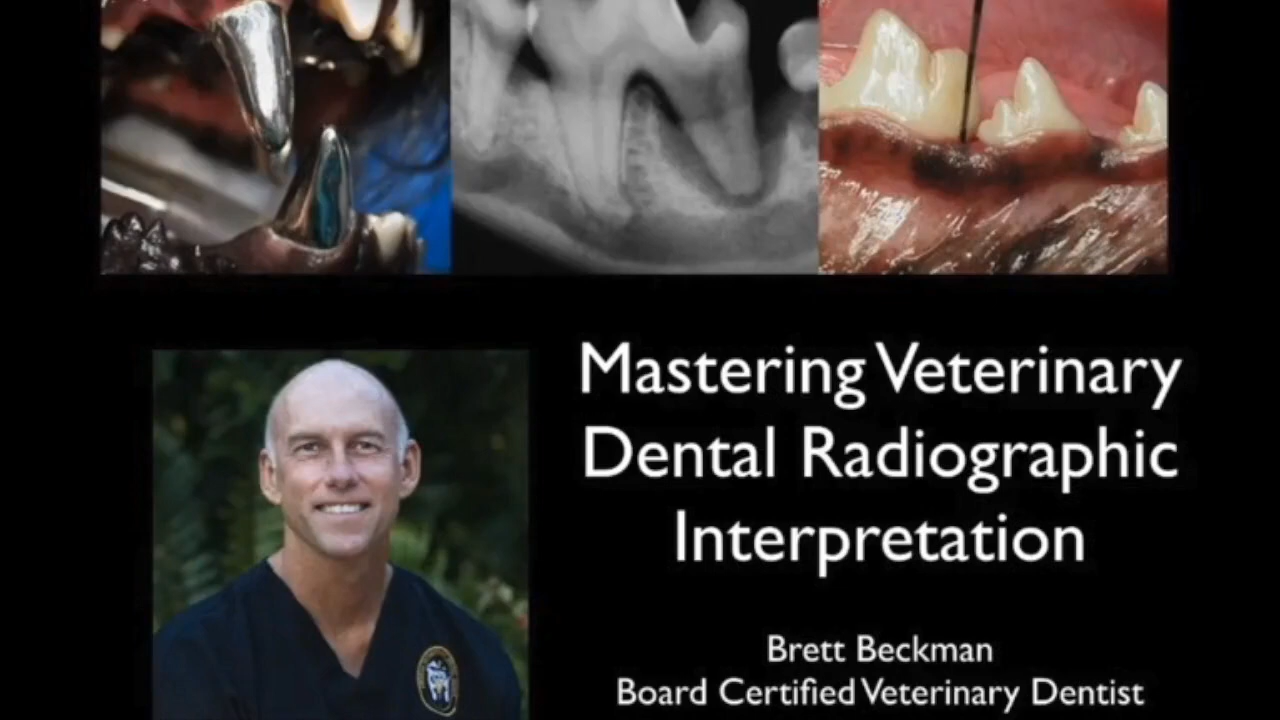 Mastering Veterinary
Dental Radiographic
Interpretation
Brett Beckman
Board Certified Veterinary Dentist